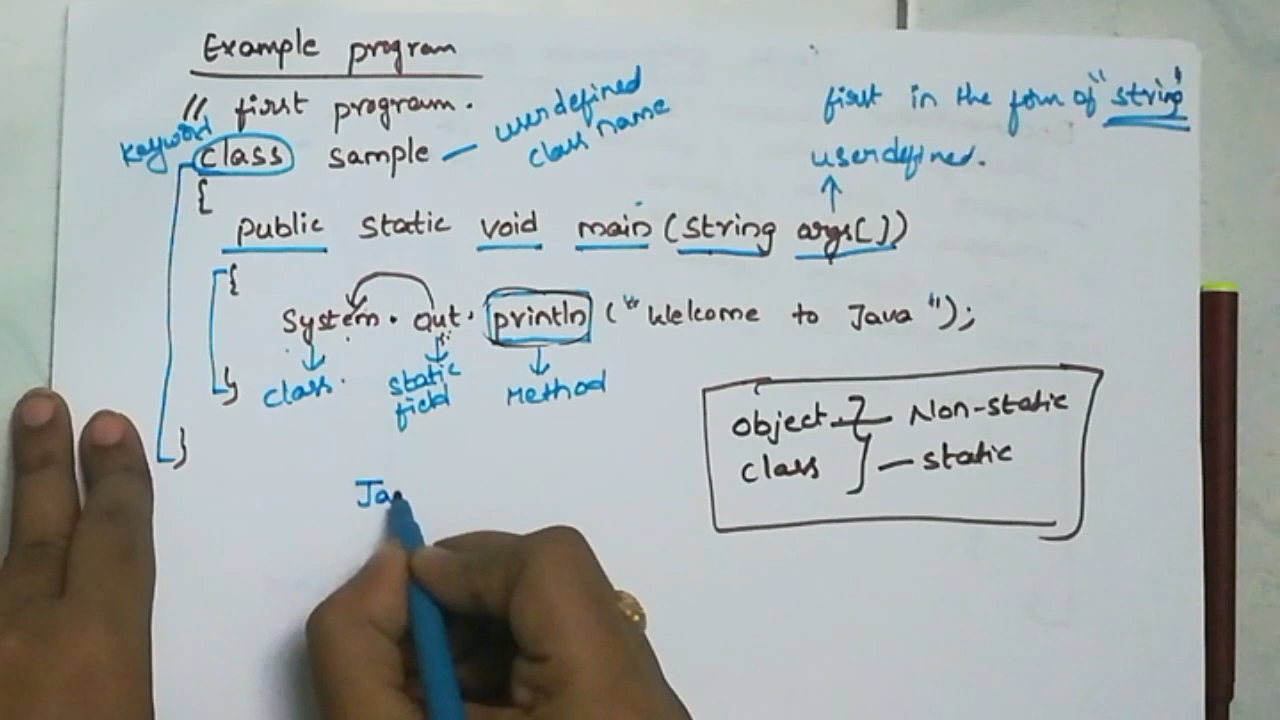 Example program
// first program.
keyword
class sample — userdefined class name
first in the form of "string"
userdefined.
{
public static void main (string args[])
{
System. out. println ("Welcome to Java");
class.
static field
Method
}
}
object. — Non-static
class } — static
Ja